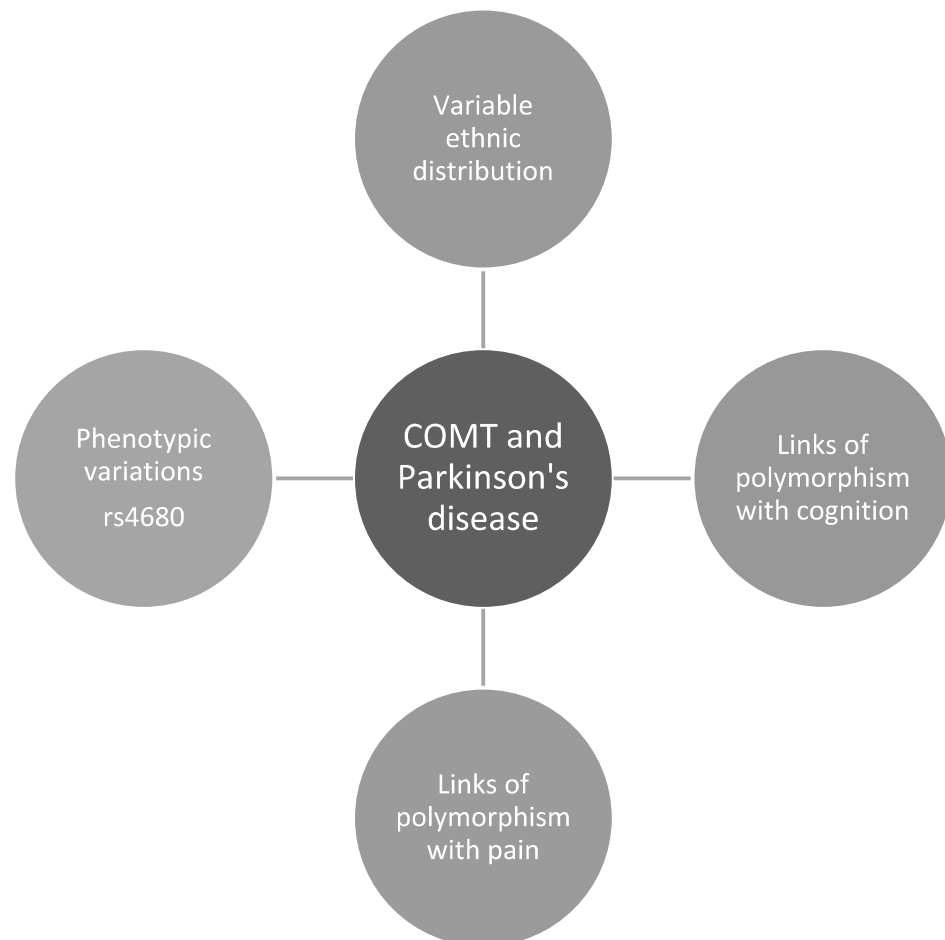 Variable
ethnic
distribution
Phenotypic
variations
rs4680
COMT and
Parkinson's
disease
Links of
polymorphism
with cognition
Links of
polymorphism
with pain